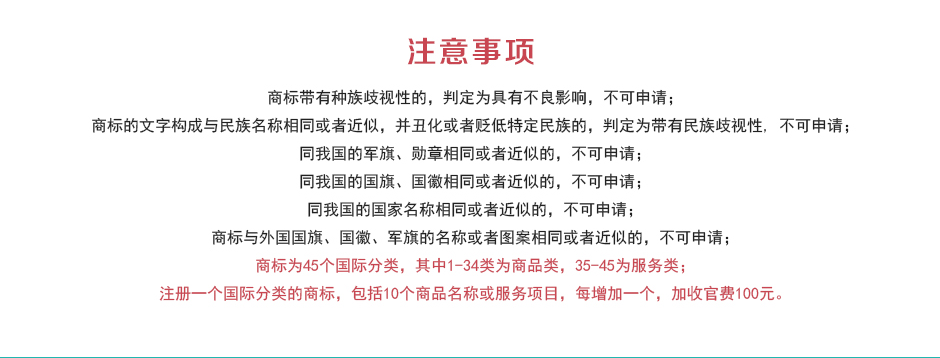 注意事项
商标带有种族歧视性的，判定为具有不良影响，不可申请；
商标的文字构成与民族名称相同或者近似，并丑化或者贬低特定民族的，判定为带有民族歧视性, 不可申请；
同我国的军旗、勋章相同或者近似的，不可申请；
同我国的国旗、国徽相同或者近似的，不可申请；
同我国的国家名称相同或者近似的，不可申请；
商标与外国国旗、国徽、军旗的名称或者图案相同或者近似的，不可申请；
商标为45个国际分类，其中1-34类为商品类，35-45为服务类；
注册一个国际分类的商标，包括10个商品名称或服务项目，每增加一个，加收官费100元。